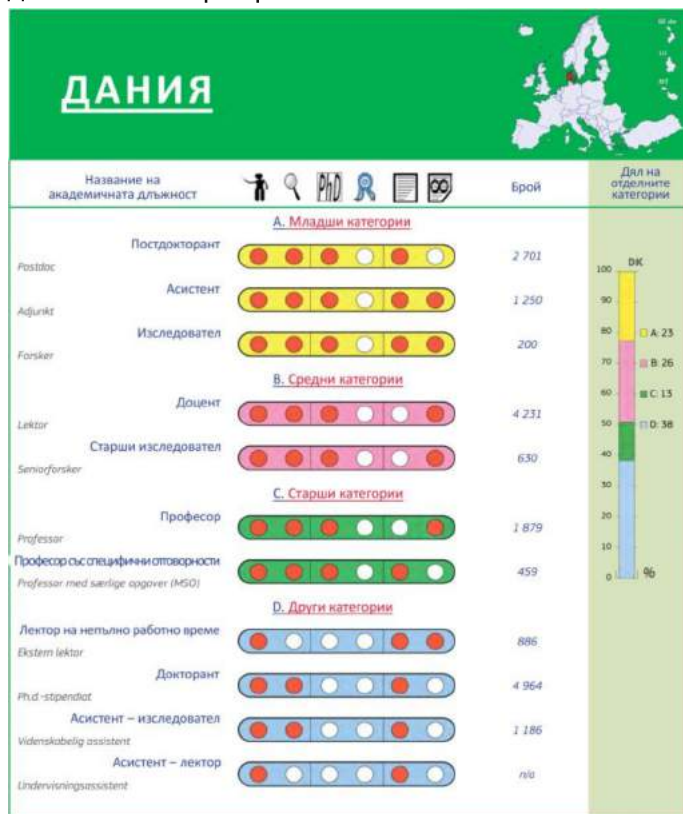 ДАНИЯ
Название на
академичната длъжност
PhD
Брой
Дял на
отделните
категории
A. Младши категории
Постдокторант
Postdoc
2 701
Асистент
Adjunkt
1 250
Изследовател
Forsker
200
B. Средни категории
Доцент
Lektor
4 231
Старши изследовател
Seniorforsker
630
C. Старши категории
Професор
Professor
1 879
Професор със специфични отговорности
Professor med særlige opgaver (MSO)
459
D. Други категории
Лектор на непълно работно време
Ekstern lektor
886
Докторант
Ph.d.-stipendiat
4 964
Асистент – изследовател
Videnskabelig assistent
1 186
Асистент – лектор
Undervisningsassistent
n/a
DK
100
90
80
A: 23
70
B: 26
60
C: 13
50
D: 38
40
30
20
10
0
%